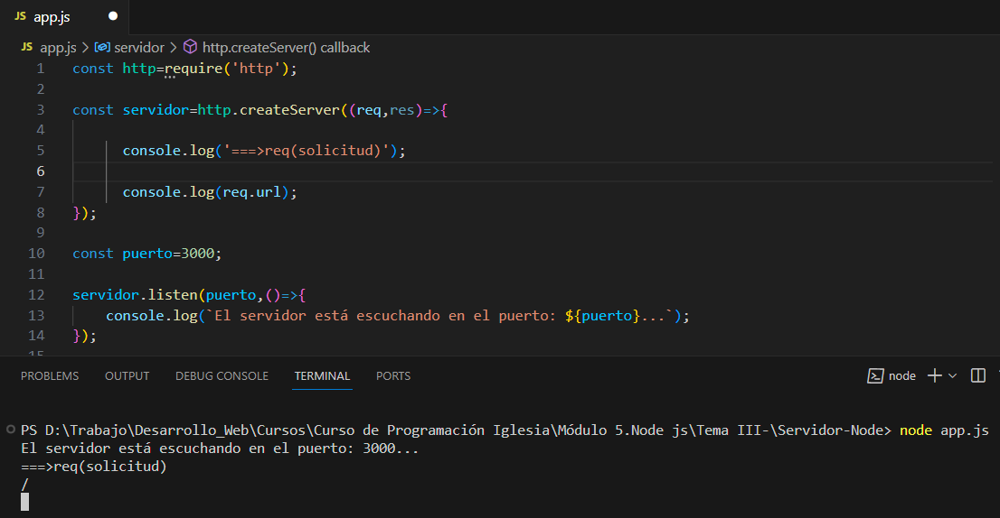 JS app.js
JS app.js > servidor > http.createServer() callback
1 const http=require('http');
2
3 const servidor=http.createServer((req,res)=>{
4
5 console.log('===>req(solicitud)');
6
7 console.log(req.url);
8 });
9
10 const puerto=3000;
11
12 servidor.listen(puerto,()=>{
13 console.log(`El servidor está escuchando en el puerto: ${puerto}...`);
14 });
15
PROBLEMS OUTPUT DEBUG CONSOLE TERMINAL PORTS node
PS D:\Trabajo\Desarrollo_Web\Cursos\Curso de Programación Iglesia\Módulo 5.Node js\Tema III-\Servidor-Node> node app.js
El servidor está escuchando en el puerto: 3000...
===>req(solicitud)
/